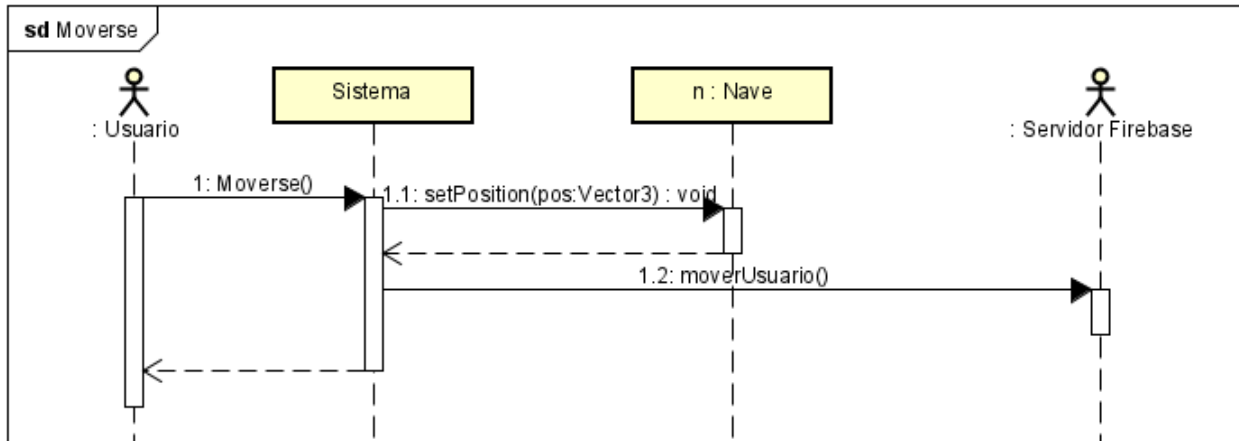 sd Moverse
Sistema
n : Nave
: Usuario
: Servidor Firebase
1: Moverse()
1.1: setPosition(pos:Vector3) : void
1.2: moverUsuario()